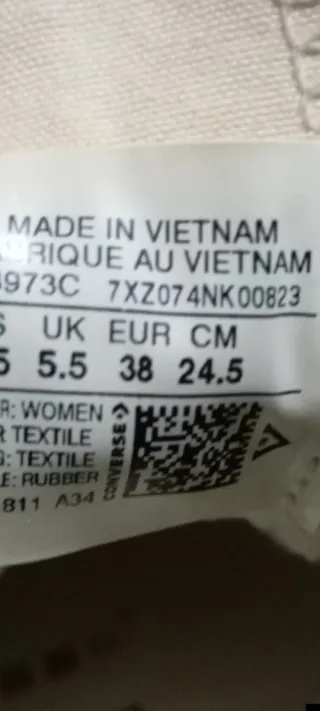 MADE IN VIETNAM
RIQUE AU VIETNAM
973C 7XZ074NK00823
UK EUR CM
5.5 38 24.5
R: WOMEN
TEXTILE
: TEXTILE
E: RUBBER
811 A34
CONVERSE